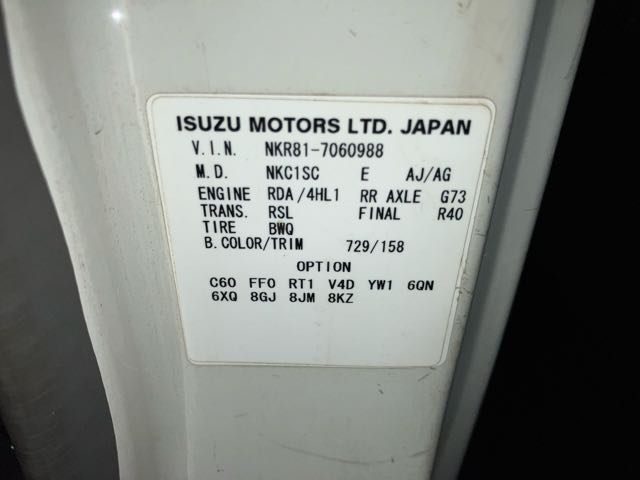 ISUZU MOTORS LTD. JAPAN
V.I.N. NKR81-7060988
M.D. NKC1SC E AJ/AG
ENGINE RDA/4HL1 RR AXLE G73
TRANS. RSL FINAL R40
TIRE BWQ
B.COLOR/TRIM 729/158
OPTION
C60 FF0 RT1 V4D YW1 6QN
6XQ 8GJ 8JM 8KZ